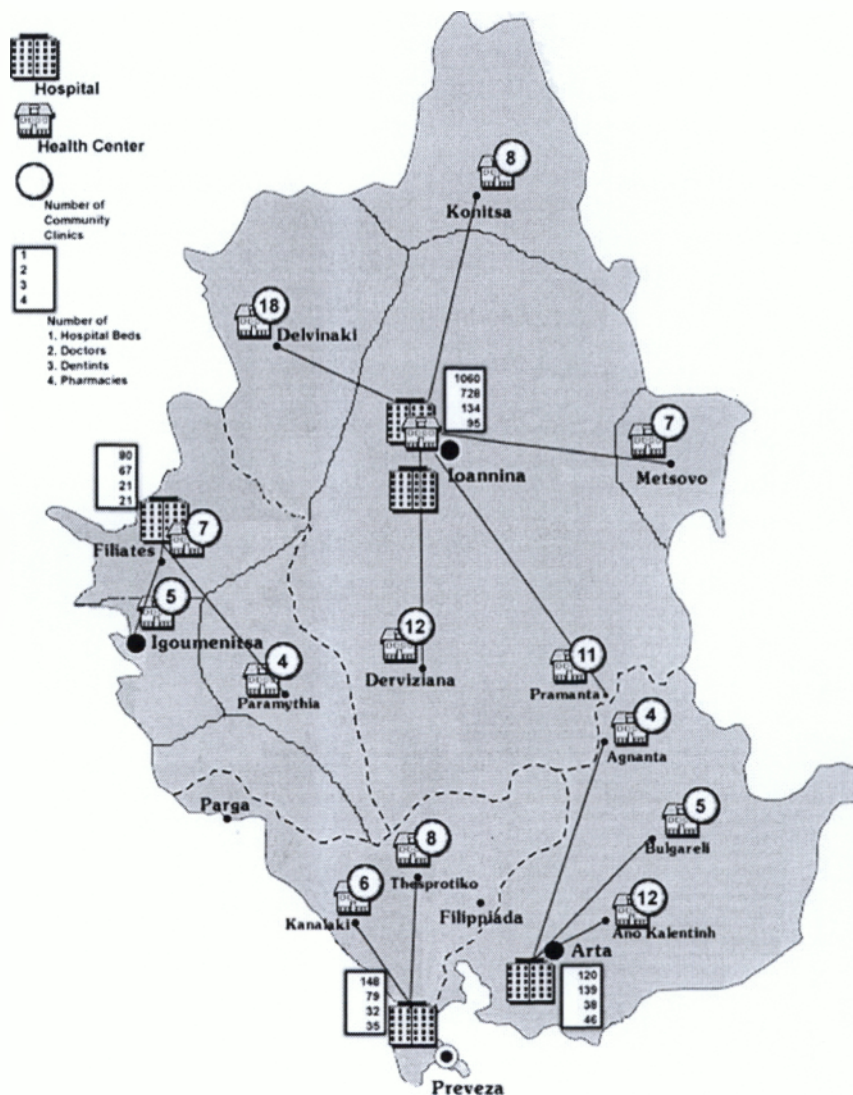 Hospital
Health Center
Number of
Community
Clinics
1
2
3
4
Number of
1. Hospital Beds
2. Doctors
3. Dentints
4. Pharmacies
8
Konitsa
18
Delvinaki
1060
728
134
95
Ioannina
7
Metsovo
80
67
21
21
7
Filiates
5
Igoumenitsa
4
Paramythia
12
Derviziana
11
Pramanta
4
Agnanta
Parga
5
Bulgareli
8
Thesprotiko
6
Kanalaki
Filippiada
12
Ano Kalentinh
Arta
148
79
32
35
120
139
38
46
Preveza